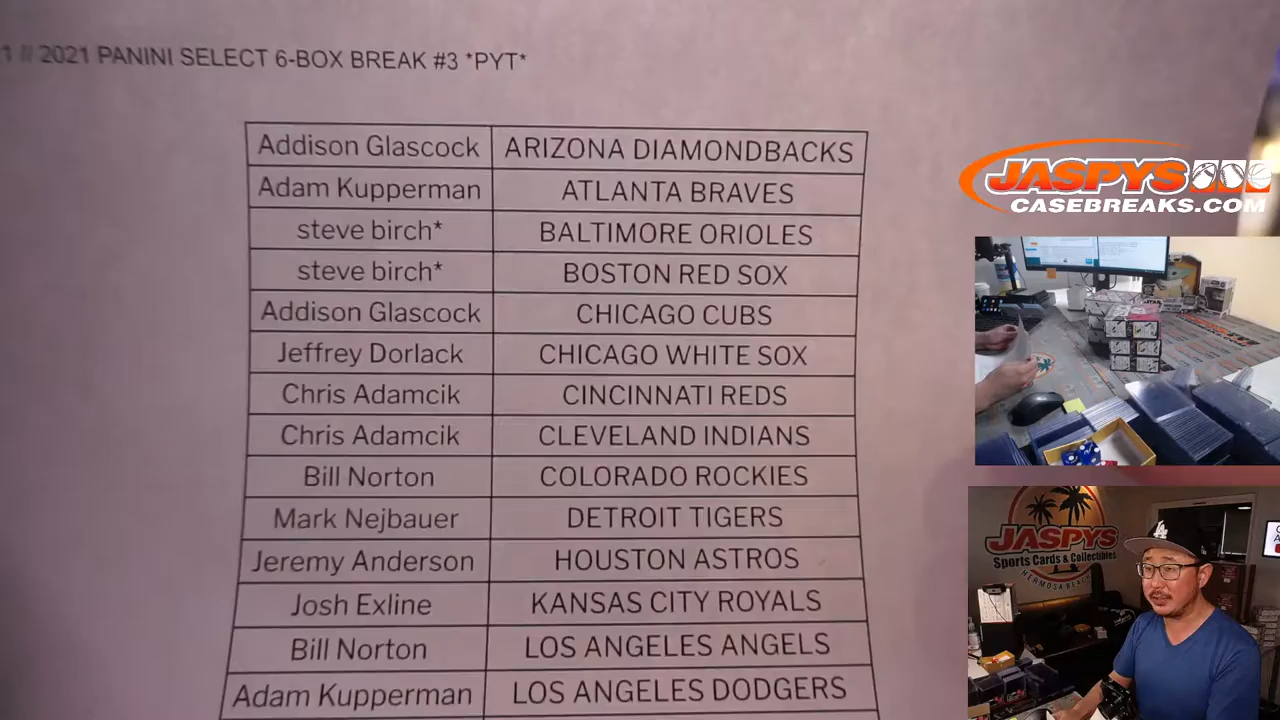 1 // 2021 PANINI SELECT 6-BOX BREAK #3 *PYT*
Addison Glascock ARIZONA DIAMONDBACKS
Adam Kupperman ATLANTA BRAVES
steve birch* BALTIMORE ORIOLES
steve birch* BOSTON RED SOX
Addison Glascock CHICAGO CUBS
Jeffrey Dorlack CHICAGO WHITE SOX
Chris Adamcik CINCINNATI REDS
Chris Adamcik CLEVELAND INDIANS
Bill Norton COLORADO ROCKIES
Mark Nejbauer DETROIT TIGERS
Jeremy Anderson HOUSTON ASTROS
Josh Exline KANSAS CITY ROYALS
Bill Norton LOS ANGELES ANGELS
Adam Kupperman LOS ANGELES DODGERS
JASPYS
CASEBREAKS.COM
JASPYS
Sports Cards & Collectibles
HERMOSA BEACH
LA